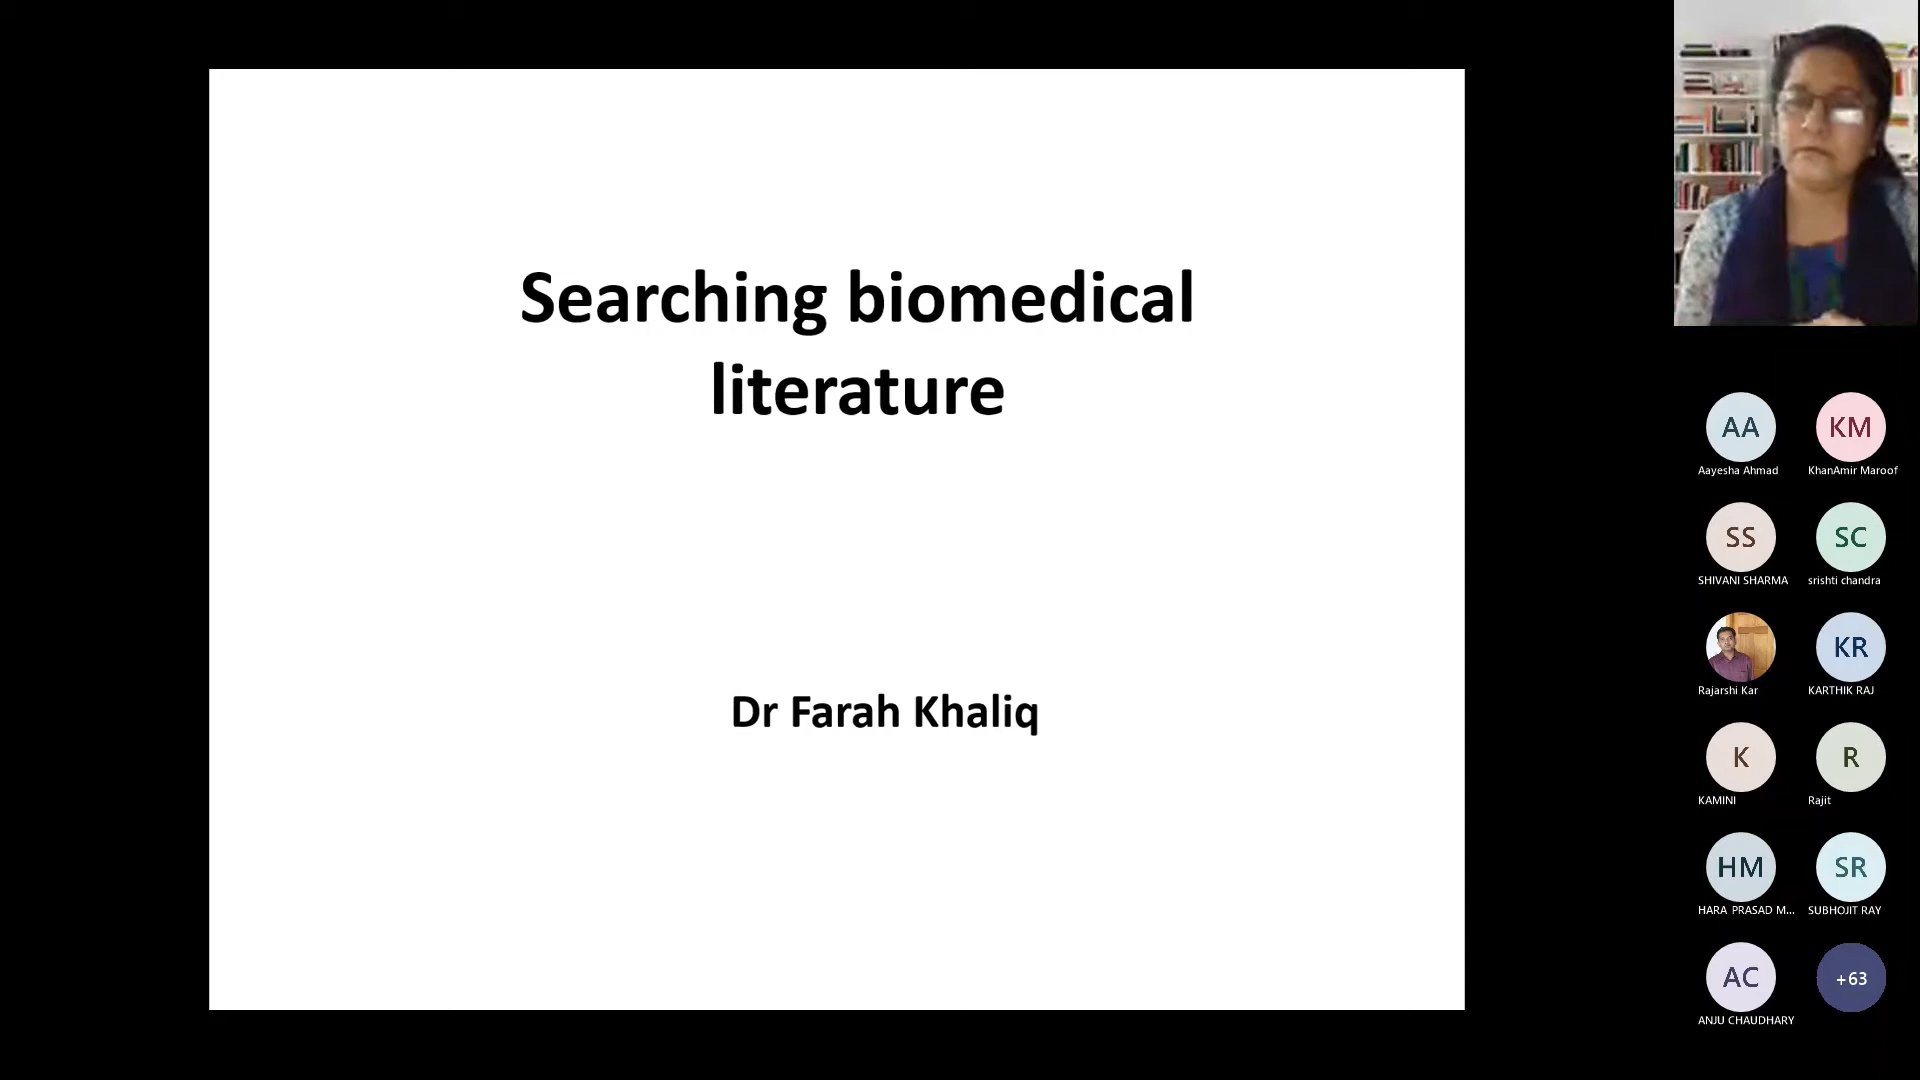 Searching biomedical
literature
Dr Farah Khaliq
AA
Aayesha Ahmad
KM
KhanAmir Maroof
SS
SHIVANI SHARMA
SC
srishti chandra
Rajarshi Kar
KR
KARTHIK RAJ
K
KAMINI
R
Rajit
HM
HARA PRASAD M...
SR
SUBHOJIT RAY
AC
ANJU CHAUDHARY
+63